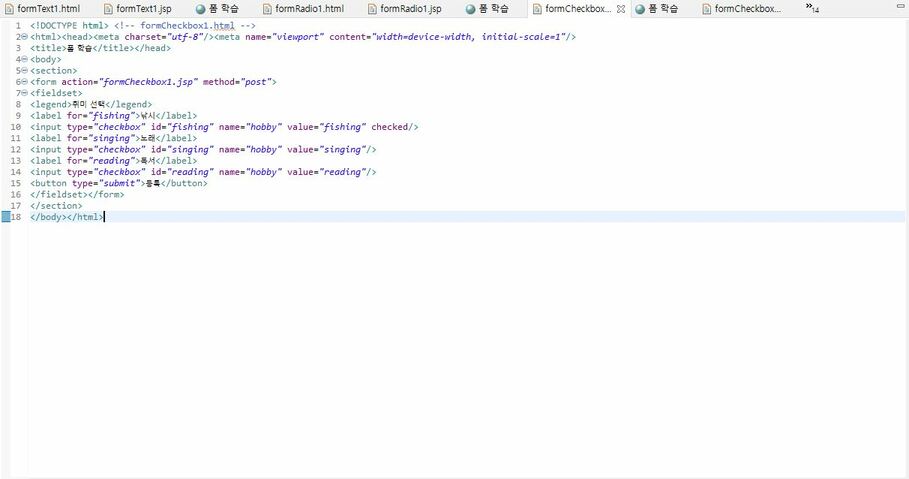 formText1.html formText1.jsp 폼 학습 formRadio1.html formRadio1.jsp 폼 학습 formCheckbox... 폼 학습 formCheckbox... »14
1 <!DOCTYPE html> <!-- formCheckbox1.html -->
2 <html><head><meta charset="utf-8"/><meta name="viewport" content="width=device-width, initial-scale=1"/>
3 <title>폼 학습</title></head>
4 <body>
5 <section>
6 <form action="formCheckbox1.jsp" method="post">
7 <fieldset>
8 <legend>취미 선택</legend>
9 <label for="fishing">낚시</label>
10 <input type="checkbox" id="fishing" name="hobby" value="fishing" checked/>
11 <label for="singing">노래</label>
12 <input type="checkbox" id="singing" name="hobby" value="singing"/>
13 <label for="reading">독서</label>
14 <input type="checkbox" id="reading" name="hobby" value="reading"/>
15 <button type="submit">등록</button>
16 </fieldset></form>
17 </section>
18 </body></html>